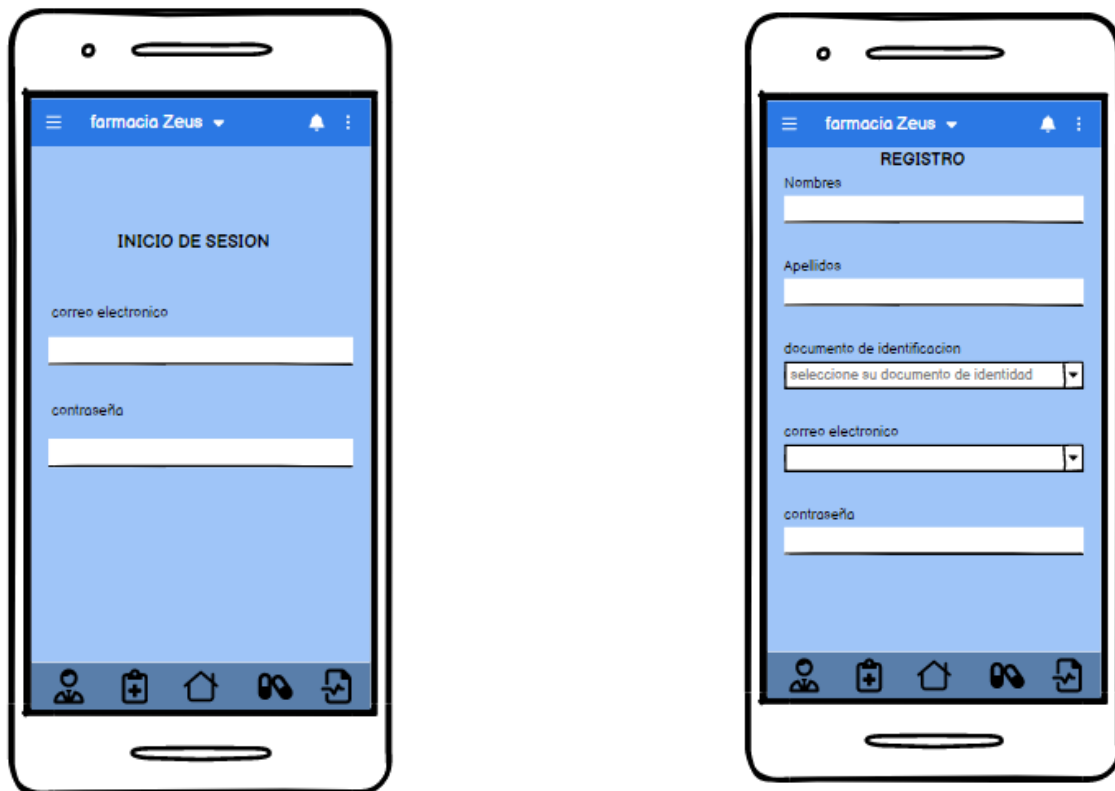 farmacia Zeus
INICIO DE SESION
correo electronico
contraseña
farmacia Zeus
REGISTRO
Nombres
Apellidos
documento de identificacion
seleccione su documento de identidad
correo electronico
contraseña